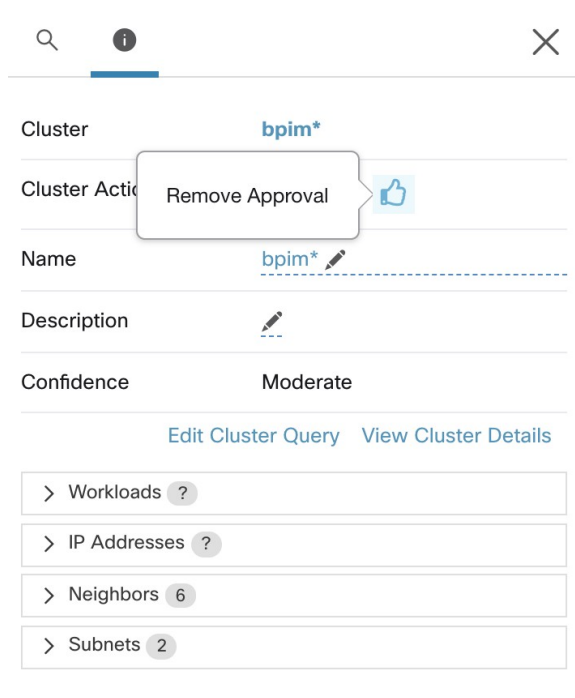 Cluster bpim*
Cluster Actio
Remove Approval
Name bpim*
Description
Confidence Moderate
Edit Cluster Query View Cluster Details
Workloads ?
IP Addresses ?
Neighbors 6
Subnets 2